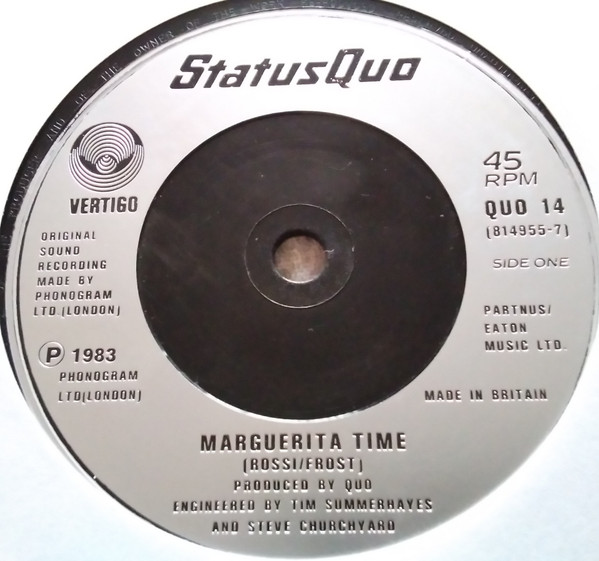 StatusQuo
VERTIGO
ORIGINAL
SOUND
RECORDING
MADE BY
PHONOGRAM
LTD.(LONDON)
P 1983
PHONOGRAM
LTD(LONDON)
45
RPM
QUO 14
(814955-7)
SIDE ONE
PARTNUS/
EATON
MUSIC LTD.
MADE IN BRITAIN
MARGUERITA TIME
(ROSSI/FROST)
PRODUCED BY QUO
ENGINEERED BY TIM SUMMERHAYES
AND STEVE CHURCHYARD